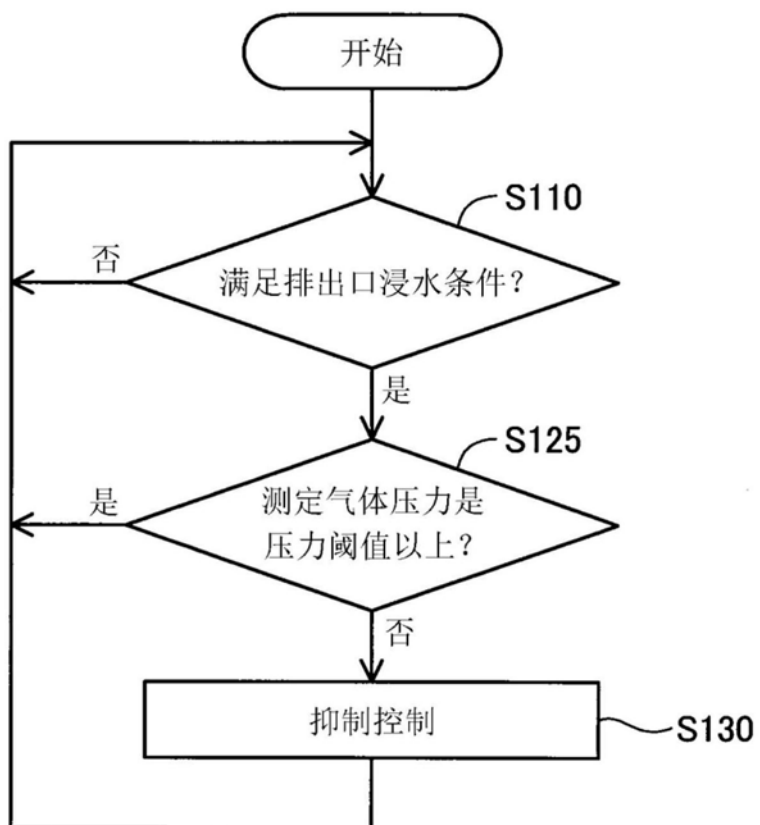 开始
S110
否
满足排出口浸水条件？
是
S125
是
测定气体压力是
压力阈值以上？
否
抑制控制
S130